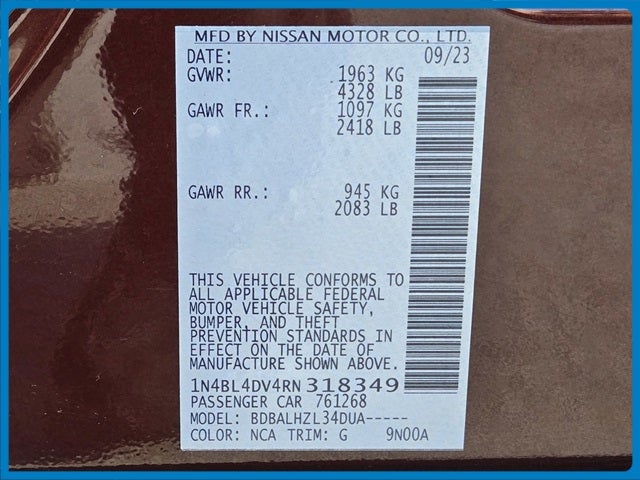 MFD BY NISSAN MOTOR CO., LTD.
DATE: 09/23
GVWR: 1963 KG
4328 LB
GAWR FR.: 1097 KG
2418 LB
GAWR RR.: 945 KG
2083 LB
THIS VEHICLE CONFORMS TO
ALL APPLICABLE FEDERAL
MOTOR VEHICLE SAFETY,
BUMPER, AND THEFT
PREVENTION STANDARDS IN
EFFECT ON THE DATE OF
MANUFACTURE SHOWN ABOVE.
1N4BL4DV4RN318349
PASSENGER CAR 761268
MODEL: BDBALHZL34DUA-----
COLOR: NCA TRIM: G 9N00A